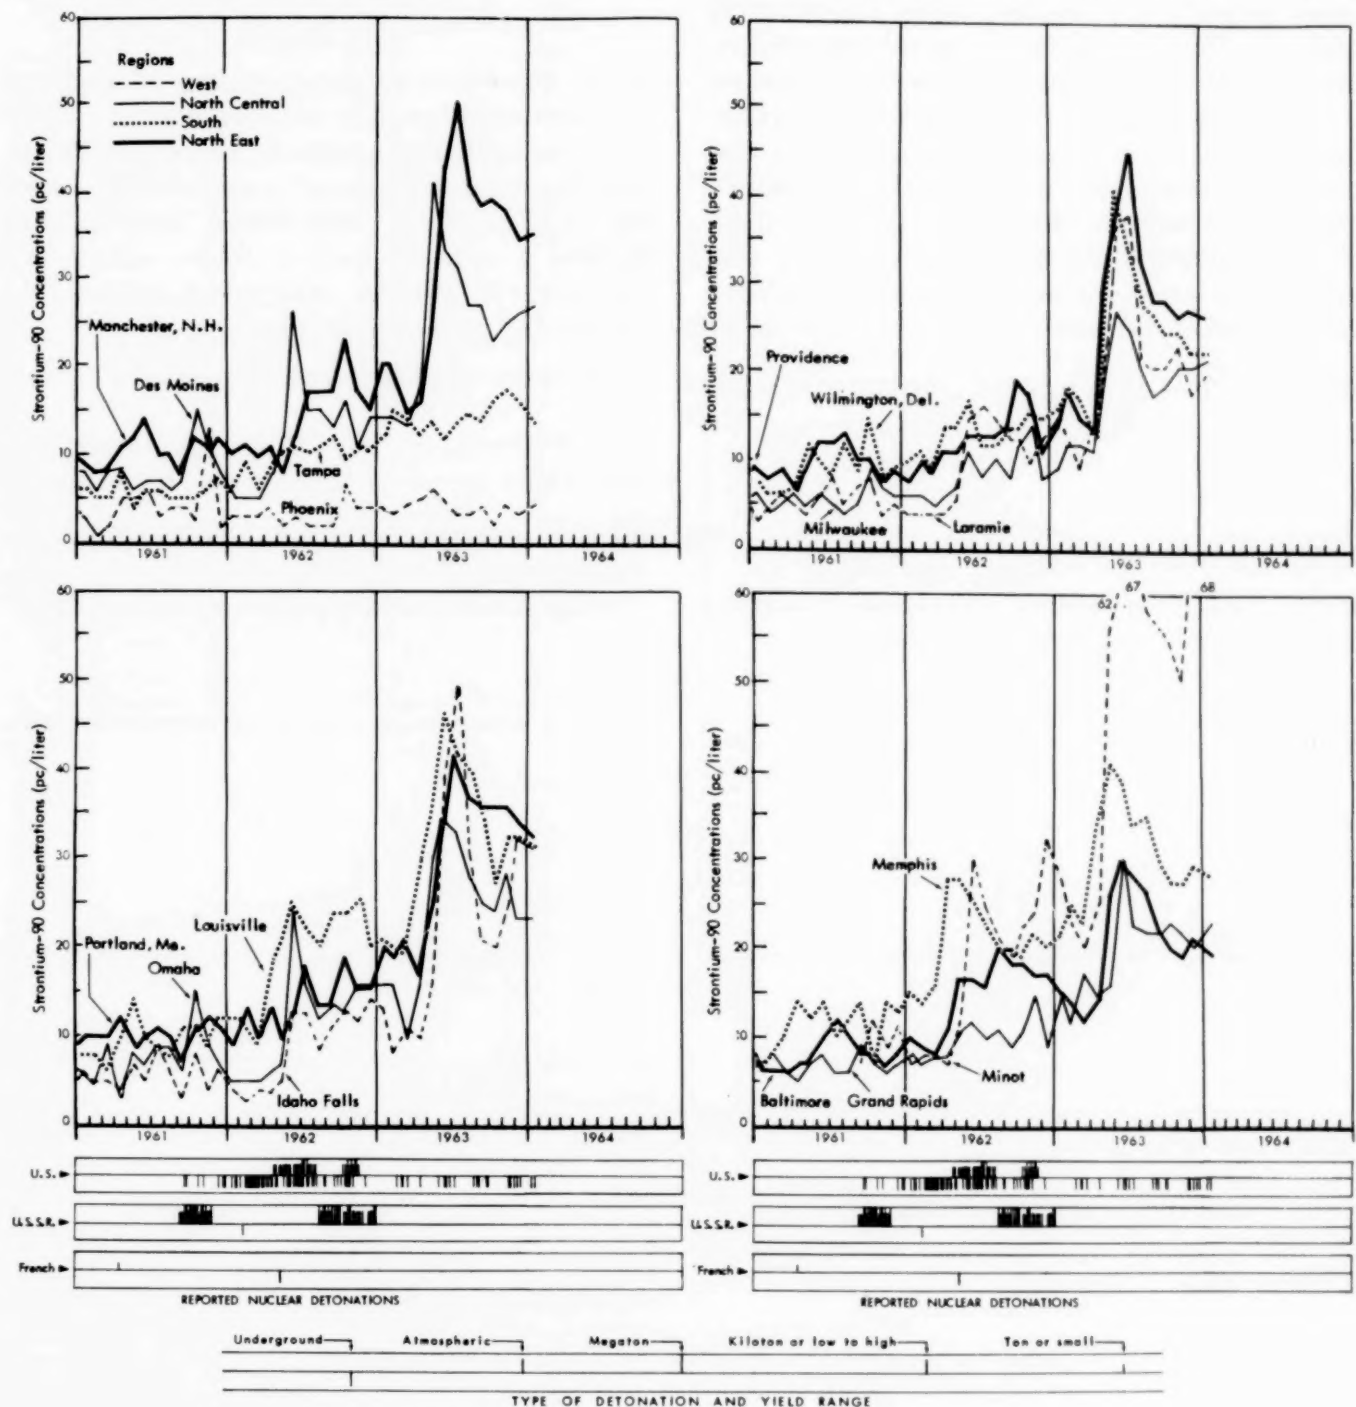 Regions
West
North Central
South
North East
Strontium-90 Concentrations (pc/liter)
60
50
40
30
20
10
0
Manchester, N.H.
Des Moines
Tampa
Phoenix
1961
1962
1963
1964
Strontium-90 Concentrations (pc/liter)
60
50
40
30
20
10
0
Providence
Wilmington, Del.
Milwaukee
Laramie
1961
1962
1963
1964
Strontium-90 Concentrations (pc/liter)
60
50
40
30
20
10
0
Portland, Me.
Omaha
Louisville
Idaho Falls
1961
1962
1963
1964
Strontium-90 Concentrations (pc/liter)
60
50
40
30
20
10
0
62
67
68
Memphis
Baltimore
Grand Rapids
Minot
1961
1962
1963
1964
U.S.
U.S.S.R.
French
REPORTED NUCLEAR DETONATIONS
U.S.
U.S.S.R.
French
REPORTED NUCLEAR DETONATIONS
Underground
Atmospheric
Megaton
Kiloton or low to high
Ton or small
TYPE OF DETONATION AND YIELD RANGE